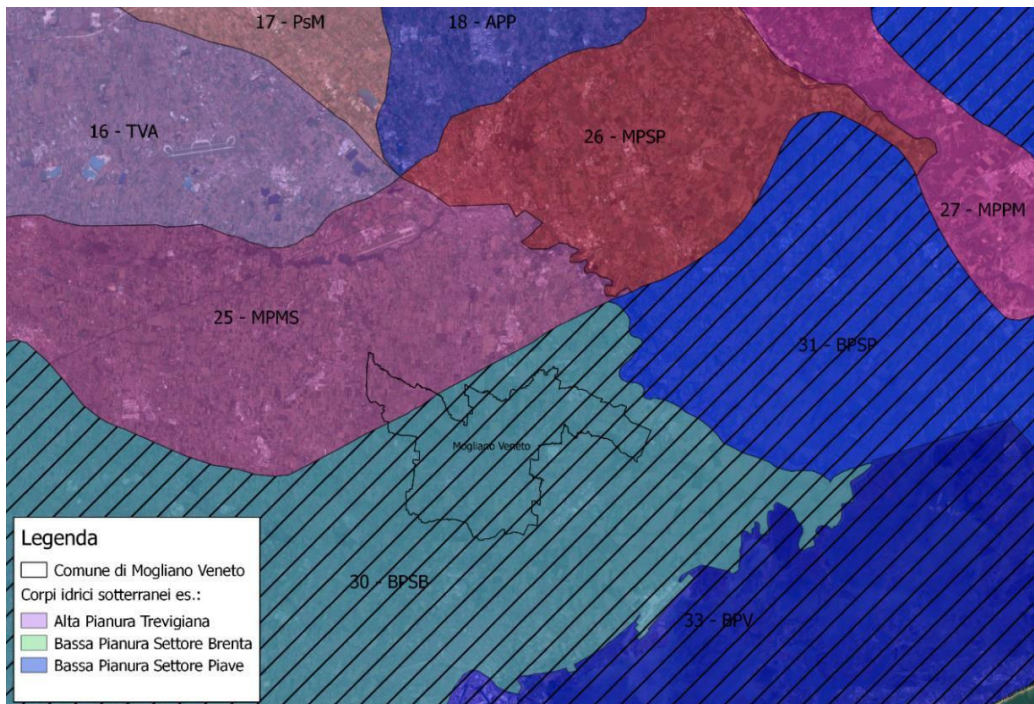 17 - PsM
18 - APP
16 - TVA
26 - MPSP
27 - MPPM
25 - MPMS
31 - BPSP
Mogliano Veneto
30 - BPSB
33 - BPV
Legenda
Comune di Mogliano Veneto
Corpi idrici sotterranei es.:
Alta Pianura Trevigiana
Bassa Pianura Settore Brenta
Bassa Pianura Settore Piave